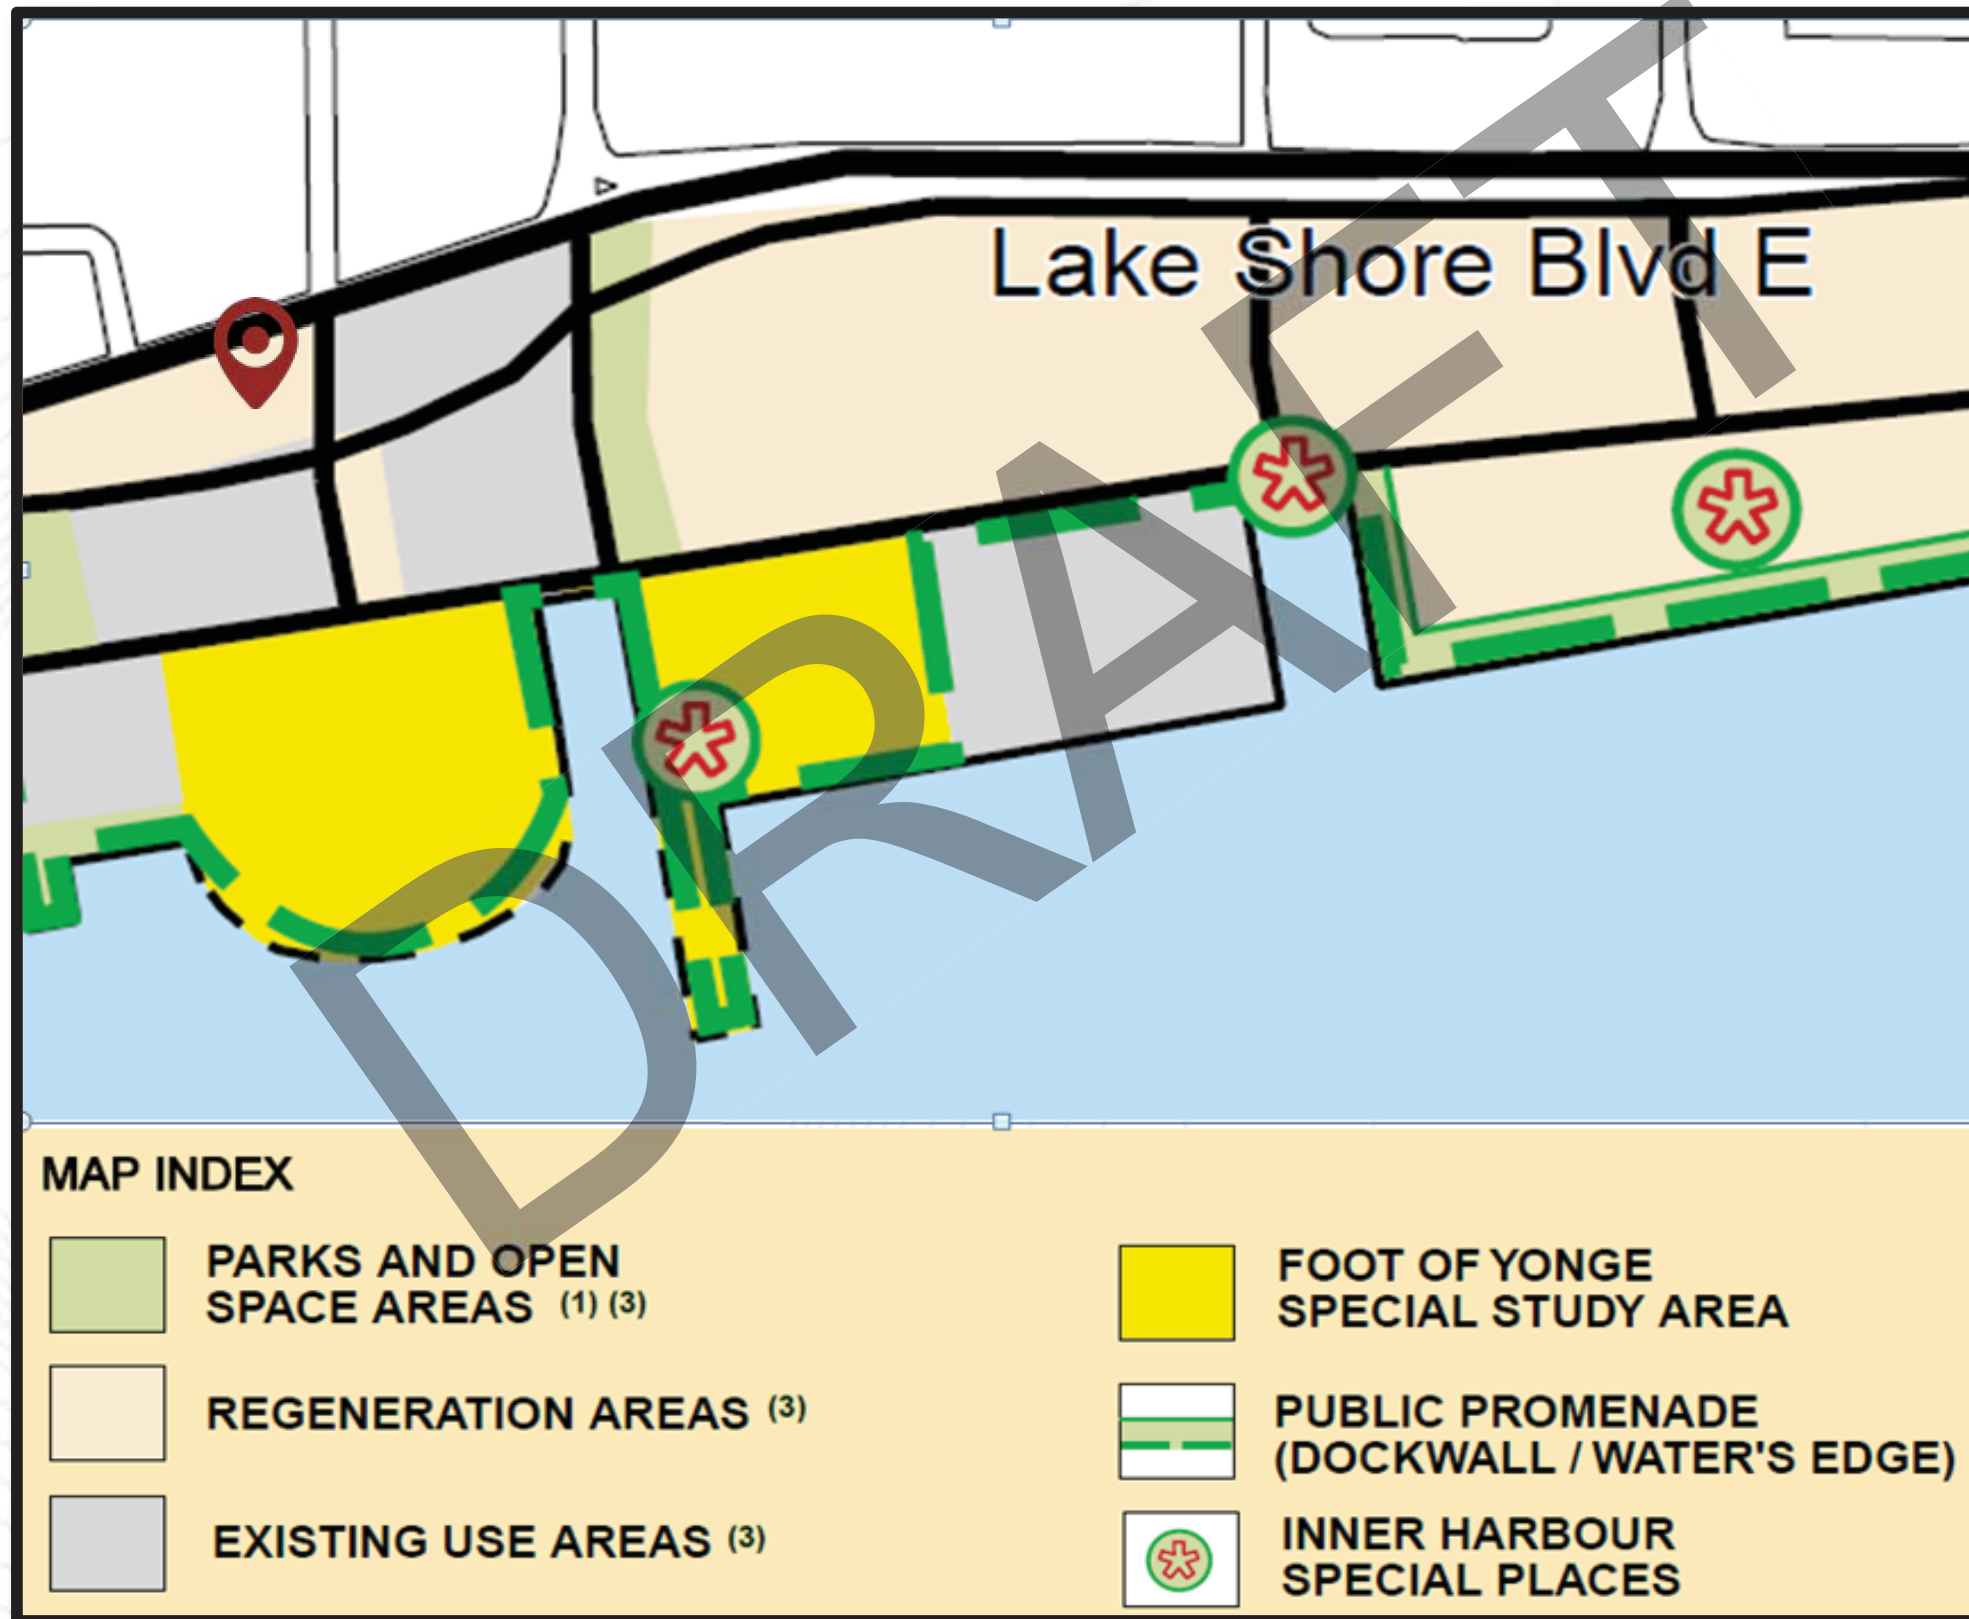 Lake Shore Blvd E
DRAFT
MAP INDEX
PARKS AND OPEN
SPACE AREAS (1) (3)
REGENERATION AREAS (3)
EXISTING USE AREAS (3)
FOOT OF YONGE
SPECIAL STUDY AREA
PUBLIC PROMENADE
(DOCKWALL / WATER'S EDGE)
INNER HARBOUR
SPECIAL PLACES